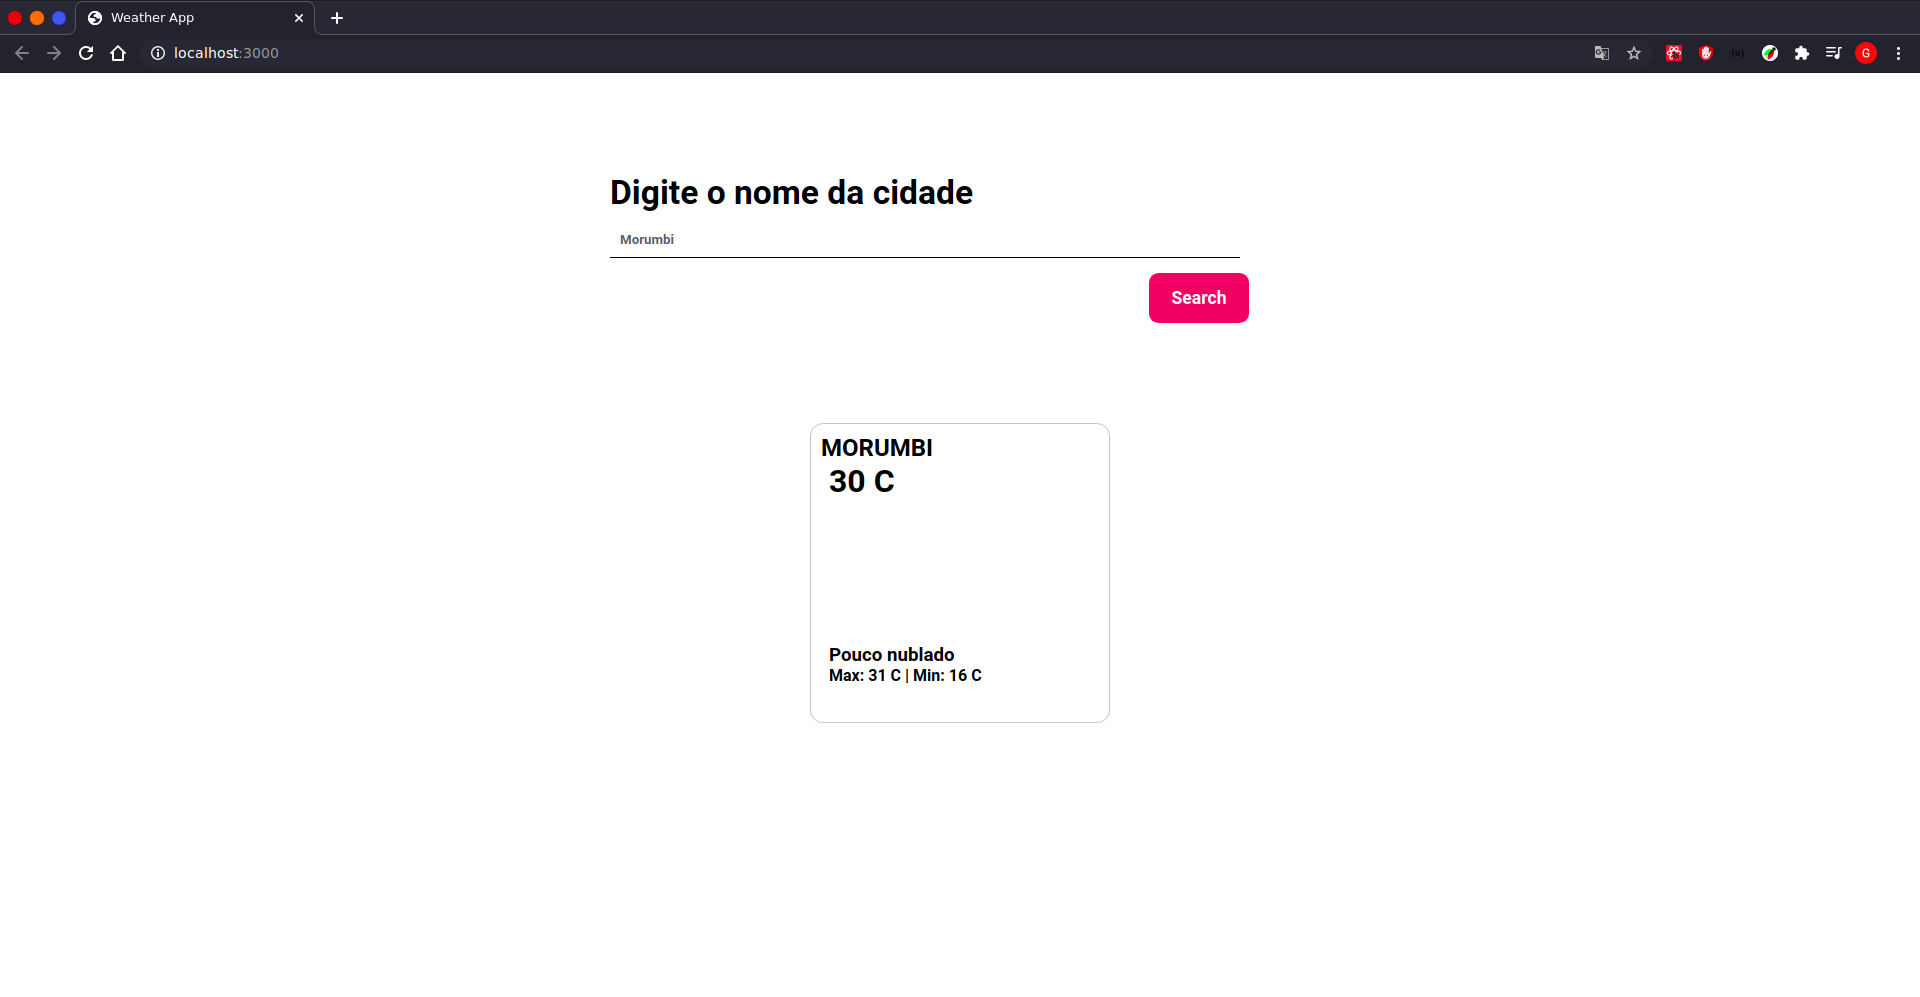 Weather App
localhost:3000
G
Digite o nome da cidade
Morumbi
Search
MORUMBI
30 C
Pouco nublado
Max: 31 C | Min: 16 C